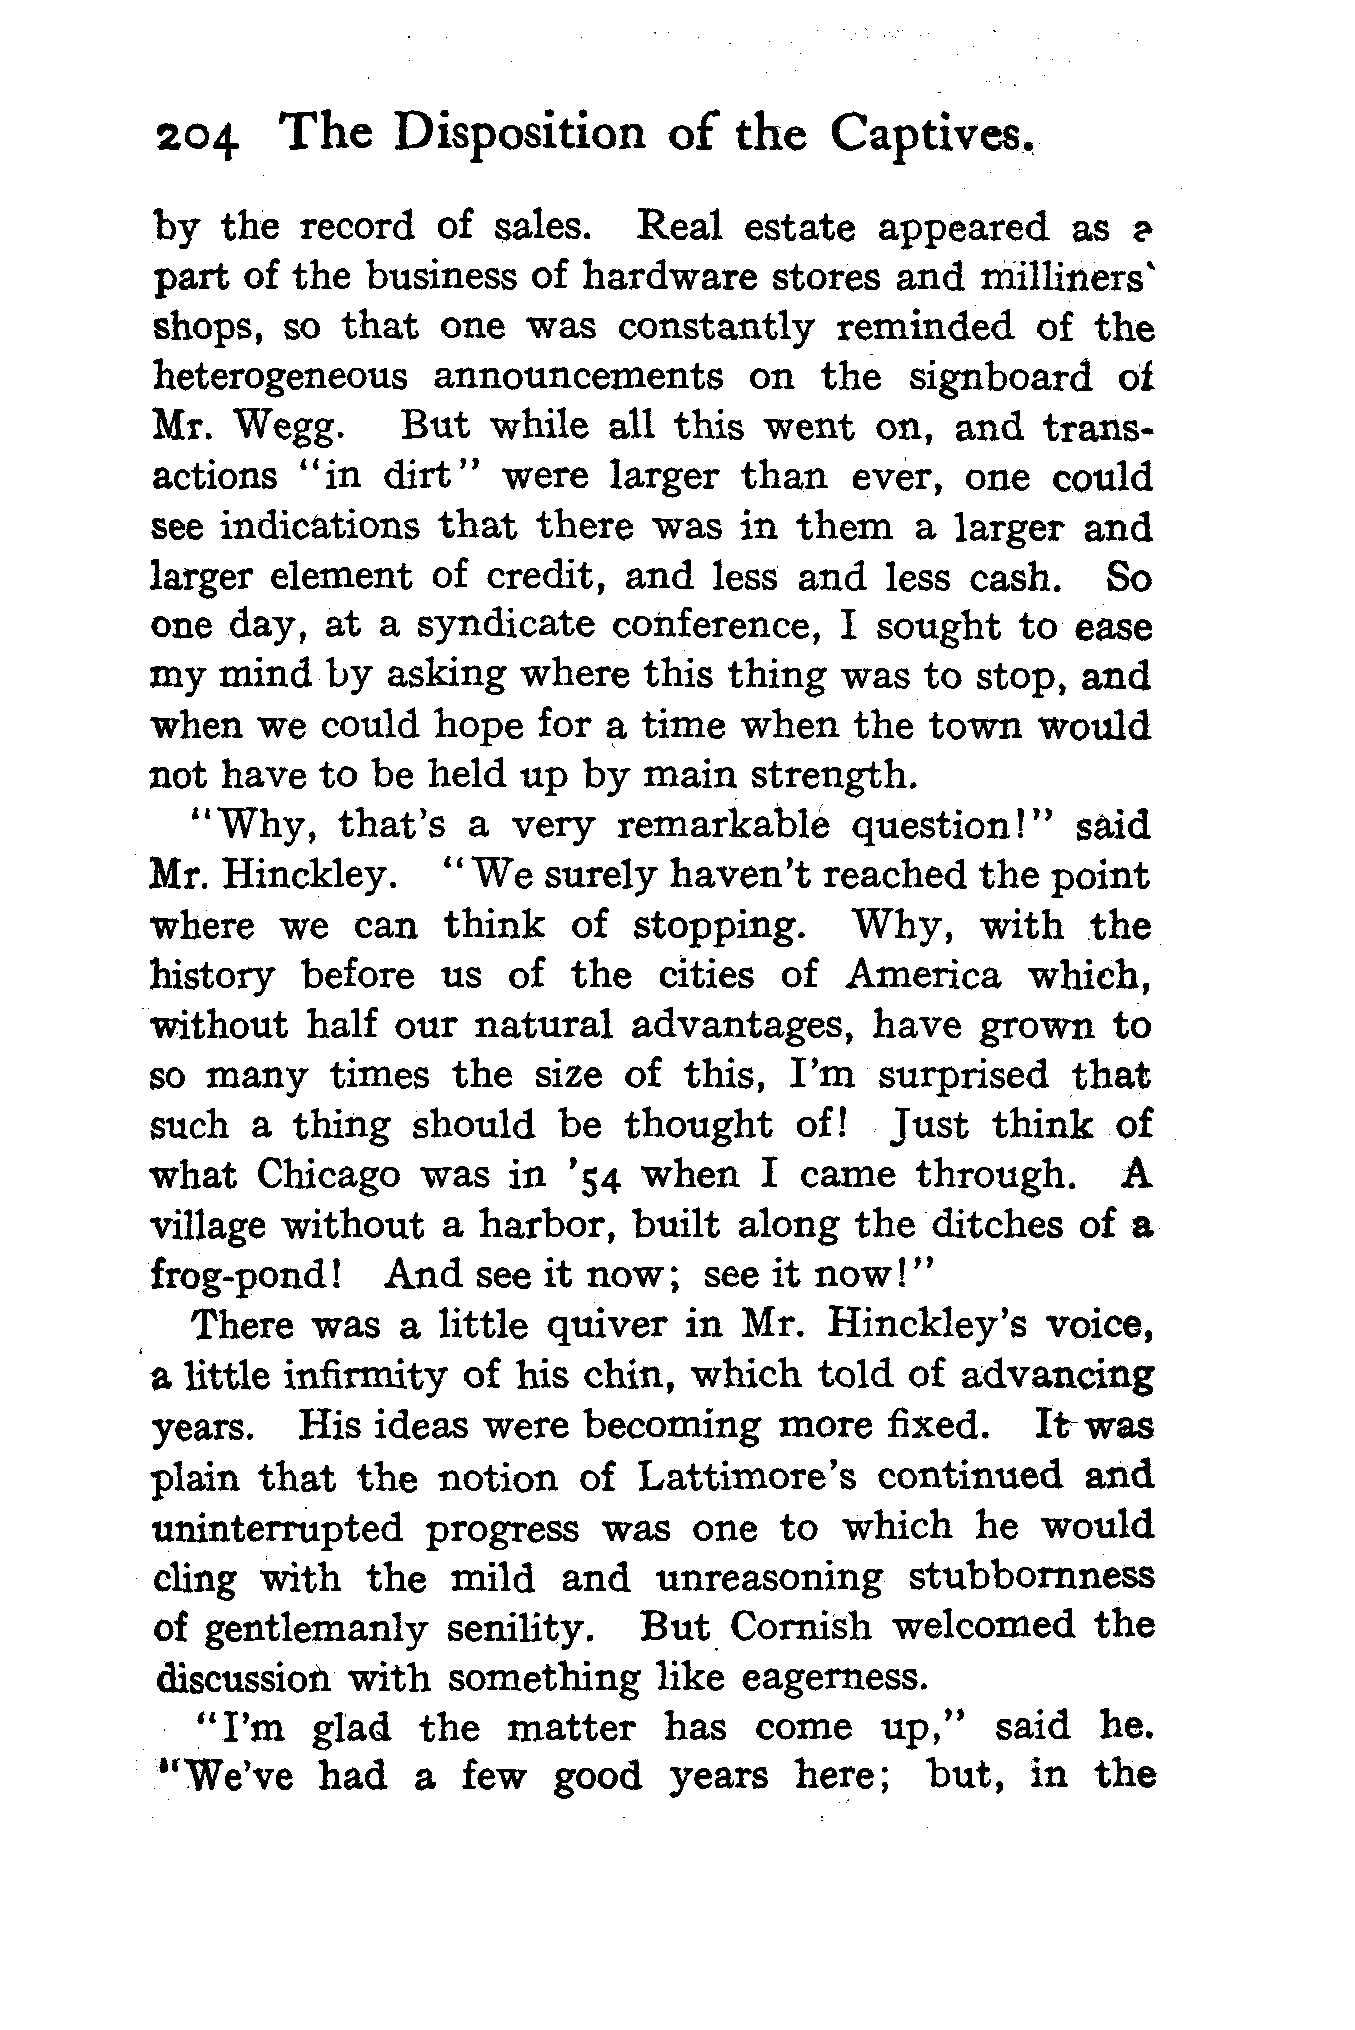 204 The Disposition of the Captives.
by the record of sales. Real estate appeared as a
part of the business of hardware stores and milliners'
shops, so that one was constantly reminded of the
heterogeneous announcements on the signboard of
Mr. Wegg. But while all this went on, and trans-
actions "in dirt" were larger than ever, one could
see indications that there was in them a larger and
larger element of credit, and less and less cash. So
one day, at a syndicate conference, I sought to ease
my mind by asking where this thing was to stop, and
when we could hope for a time when the town would
not have to be held up by main strength.
"Why, that's a very remarkable question!" said
Mr. Hinckley. "We surely haven't reached the point
where we can think of stopping. Why, with the
history before us of the cities of America which,
without half our natural advantages, have grown to
so many times the size of this, I'm surprised that
such a thing should be thought of! Just think of
what Chicago was in '54 when I came through. A
village without a harbor, built along the ditches of a
frog-pond! And see it now; see it now!"
There was a little quiver in Mr. Hinckley's voice,
a little infirmity of his chin, which told of advancing
years. His ideas were becoming more fixed. It was
plain that the notion of Lattimore's continued and
uninterrupted progress was one to which he would
cling with the mild and unreasoning stubbornness
of gentlemanly senility. But Cornish welcomed the
discussion with something like eagerness.
"I'm glad the matter has come up," said he.
"We've had a few good years here; but, in the